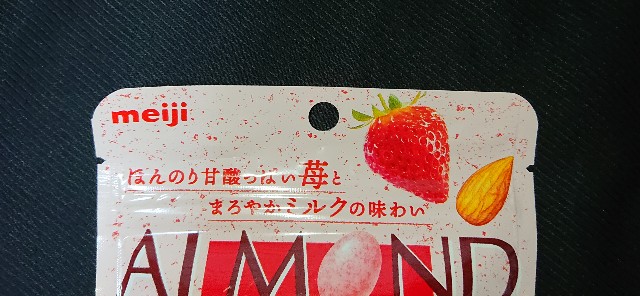 meiji
ほんのり甘酸っぱい苺と
まろやかミルクの味わい
ALMOND